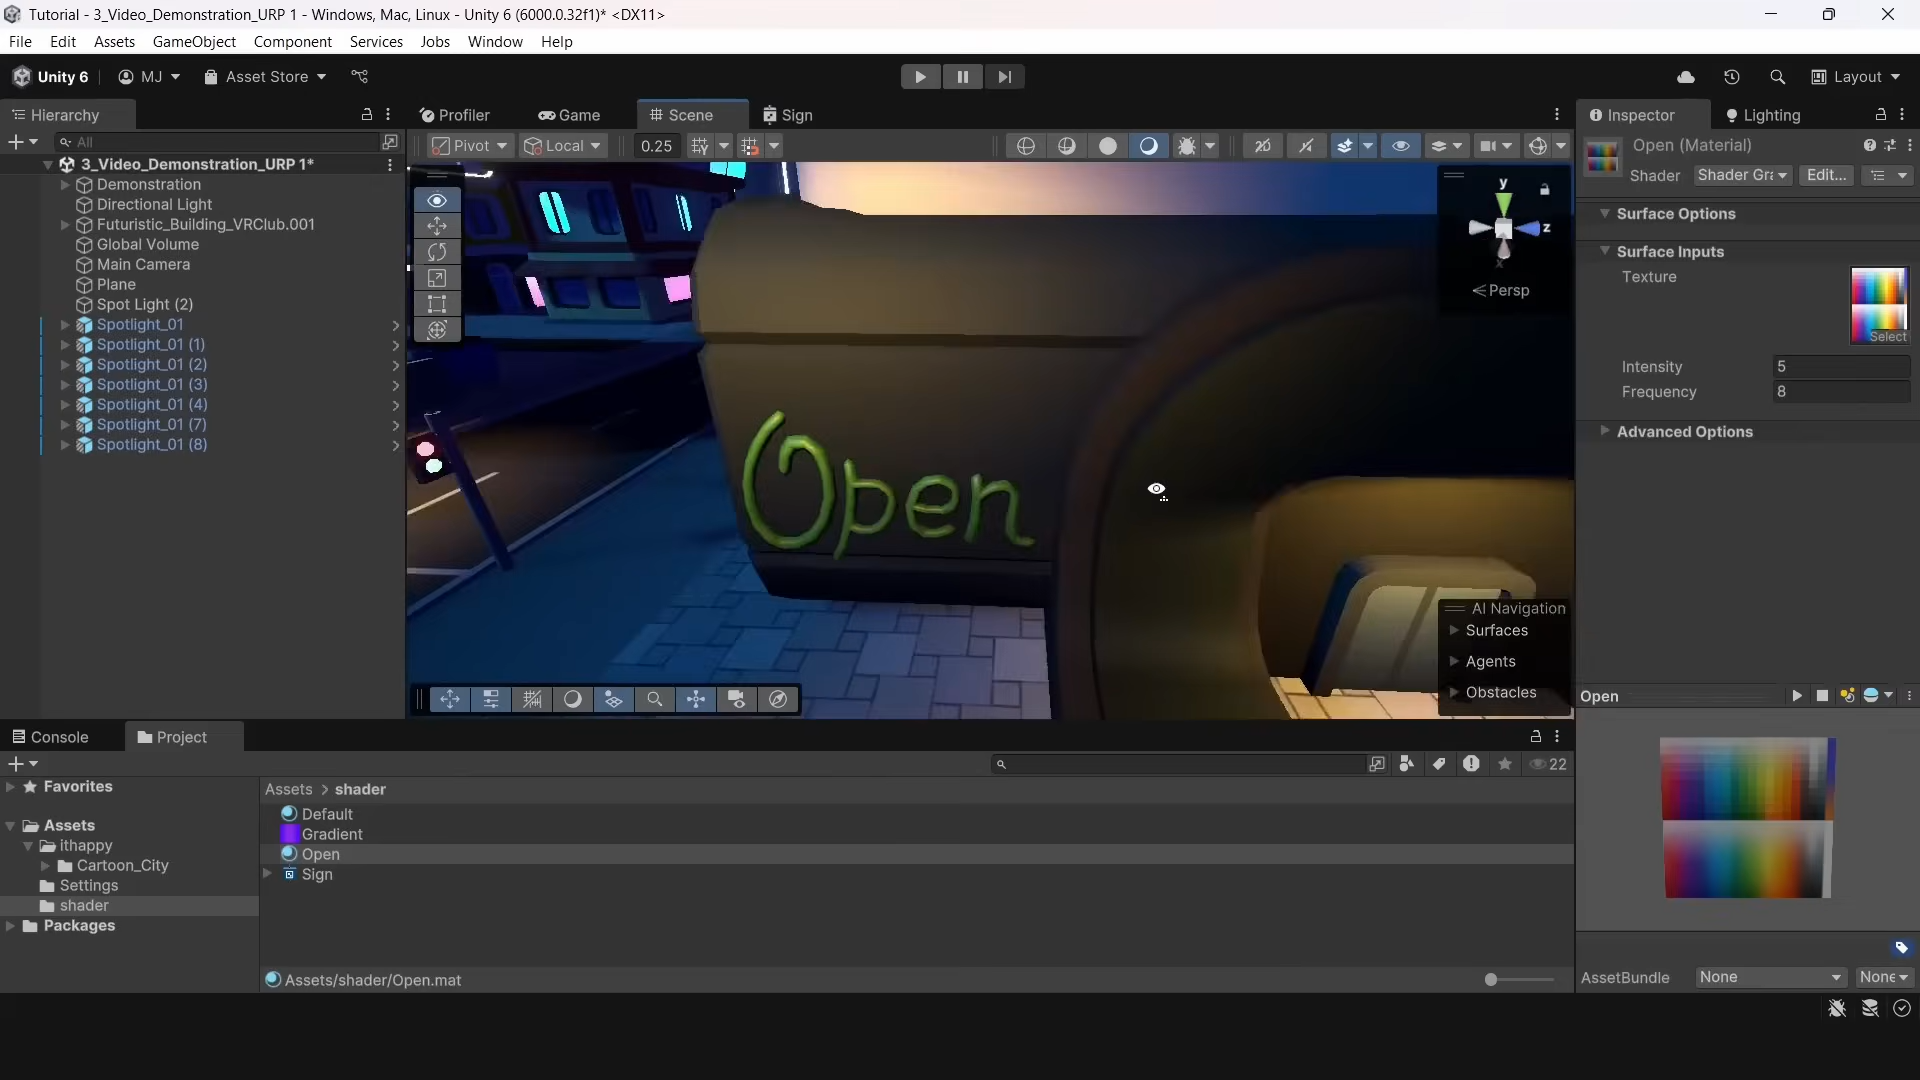 Tutorial - 3_Video_Demonstration_URP 1 - Windows, Mac, Linux - Unity 6 (6000.0.32f1)* <DX11>
File Edit Assets GameObject Component Services Jobs Window Help
Unity 6 MJ Asset Store Layout
Hierarchy
All
3_Video_Demonstration_URP 1*
Demonstration
Directional Light
Futuristic_Building_VRClub.001
Global Volume
Main Camera
Plane
Spot Light (2)
Spotlight_01
Spotlight_01 (1)
Spotlight_01 (2)
Spotlight_01 (3)
Spotlight_01 (4)
Spotlight_01 (7)
Spotlight_01 (8)
Profiler Game Scene Sign
Pivot Local 0.25 2D
y
z
x
Persp
Open
AI Navigation
Surfaces
Agents
Obstacles
Inspector Lighting
Open (Material)
Shader Shader Gra Edit...
Surface Options
Surface Inputs
Texture
Select
Intensity 5
Frequency 8
Advanced Options
Open
AssetBundle None None
Console Project
22
Favorites
Assets
ithappy
Cartoon_City
Settings
shader
Packages
Assets > shader
Default
Gradient
Open
Sign
Assets/shader/Open.mat